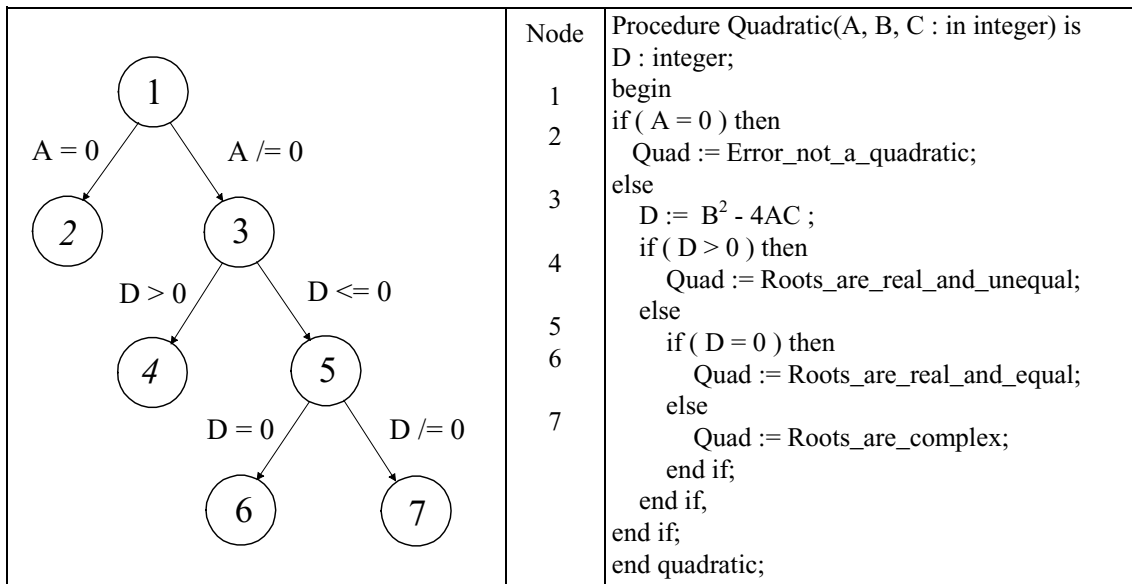 1
A = 0
A /= 0
2
3
D > 0
D <= 0
4
5
D = 0
D /= 0
6
7
Node
1
2
3
4
5
6
7
Procedure Quadratic(A, B, C : in integer) is
D : integer;
begin
if ( A = 0 ) then
Quad := Error_not_a_quadratic;
else
D := B² - 4AC ;
if ( D > 0 ) then
Quad := Roots_are_real_and_unequal;
else
if ( D = 0 ) then
Quad := Roots_are_real_and_equal;
else
Quad := Roots_are_complex;
end if;
end if,
end if;
end quadratic;